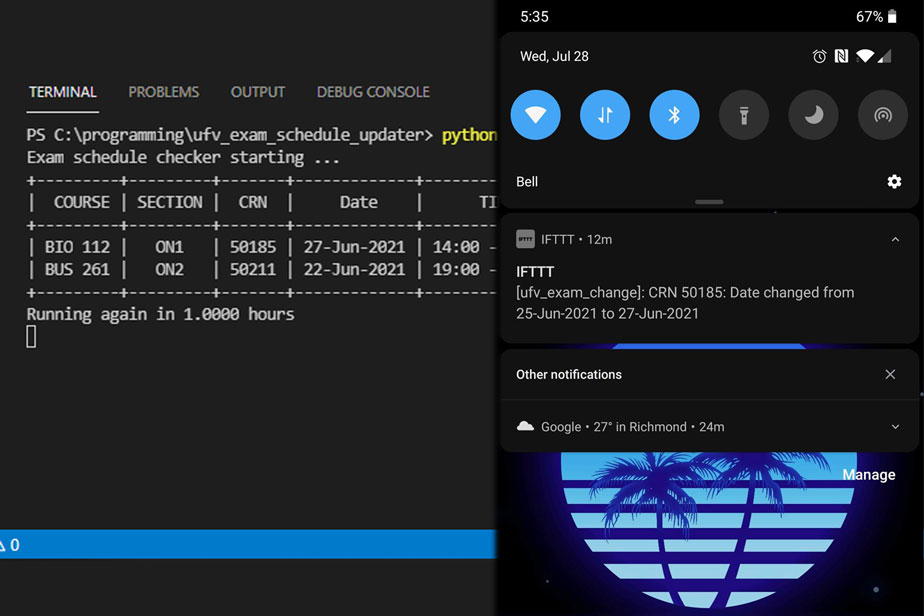 TERMINAL PROBLEMS OUTPUT DEBUG CONSOLE
PS C:\programming\ufv_exam_schedule_updater> python
Exam schedule checker starting ...
+---------+---------+-------+-------------+-------
| COURSE | SECTION | CRN | Date | TI
+---------+---------+-------+-------------+-------
| BIO 112 | ON1 | 50185 | 27-Jun-2021 | 14:00 -
| BUS 261 | ON2 | 50211 | 22-Jun-2021 | 19:00 -
+---------+---------+-------+-------------+-------
Running again in 1.0000 hours
0
5:35 67%
Wed, Jul 28
Bell
IFTTT IFTTT • 12m
IFTTT
[ufv_exam_change]: CRN 50185: Date changed from
25-Jun-2021 to 27-Jun-2021
Other notifications
Google • 27° in Richmond • 24m
Manage